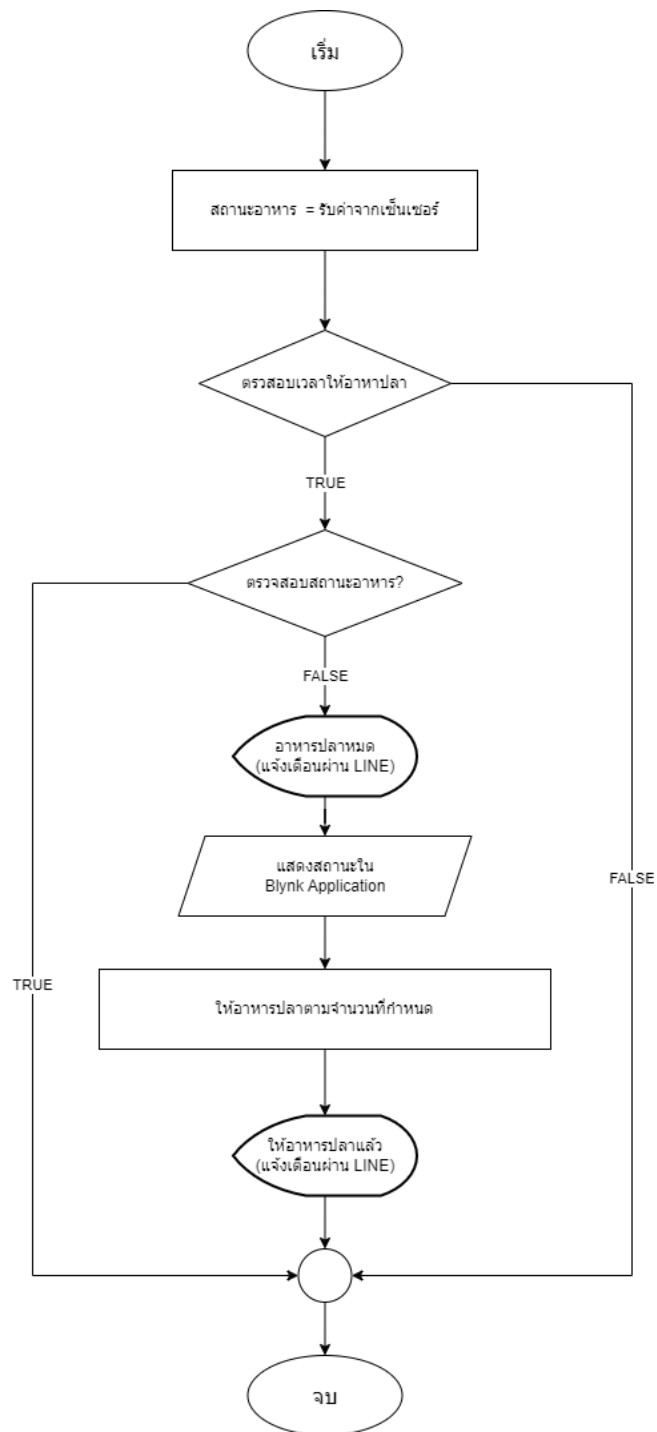 เริ่ม
สถานะอาหาร = รับค่าจากเซ็นเซอร์
ตรวสอบเวลาให้อาหาปลา
TRUE
ตรวจสอบสถานะอาหาร?
FALSE
อาหารปลาหมด
(แจ้งเตือนผ่าน LINE)
แสดงสถานะใน
Blynk Application
FALSE
TRUE
ให้อาหารปลาตามจำนวนที่กำหนด
ให้อาหารปลาแล้ว
(แจ้งเตือนผ่าน LINE)
จบ